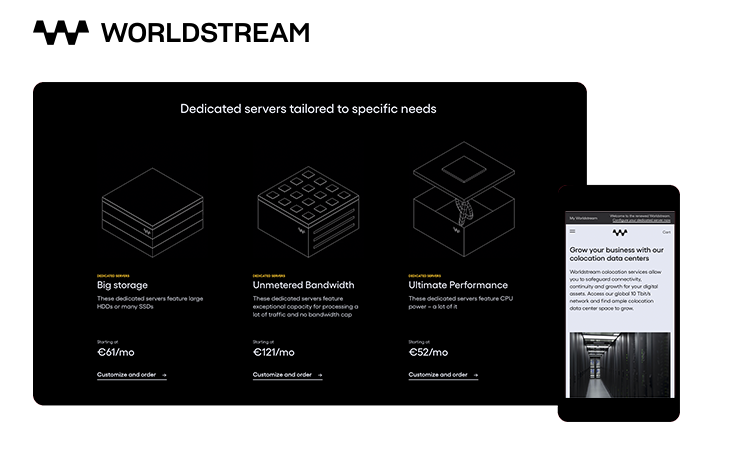 WORLDSTREAM
Dedicated servers tailored to specific needs
DEDICATED SERVERS
Big storage
These dedicated servers feature large
HDDs or many SSDs
Starting at
€61/mo
Customize and order →
DEDICATED SERVERS
Unmetered Bandwidth
These dedicated servers feature
exceptional capacity for processing a
lot of traffic and no bandwidth cap
Starting at
€121/mo
Customize and order →
DEDICATED SERVERS
Ultimate Performance
These dedicated servers feature CPU
power – a lot of it
Starting at
€52/mo
Customize and order →
My Worldstream
Welcome to the renewed Worldstream.
Configure your dedicated server now
Cart
Grow your business with our
colocation data centers
Worldstream colocation services allow
you to safeguard connectivity,
continuity and growth for your digital
assets. Access our global 10 Tbit/s
network and find ample colocation
data center space to grow.